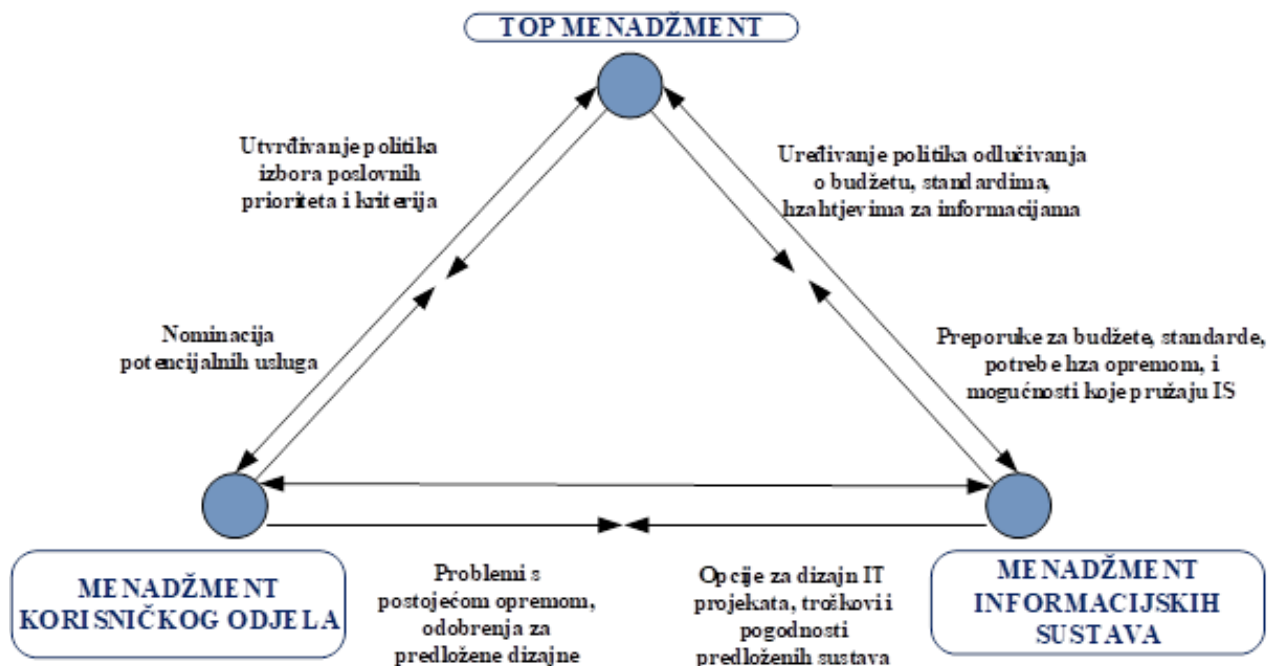 TOP MENADŽMENT
Utvrđivanje politika
izbora poslovnih
prioriteta i kriterija
Uređivanje politika odlučivanja
o budžetu, standardima,
hzahtjevima za informacijama
Nominacija
potencijalnih usluga
Preporuke za budžete, standarde,
potrebe hza opremom, i
mogućnosti koje pružaju IS
MENADŽMENT
KORISNIČKOG ODJELA
Problemi s
postojećom opremom,
odobrenja za
predložene dizajne
Opcije za dizajn IT
projekata, troškovi i
pogodnosti
predloženih sustava
MENADŽMENT
INFORMACIJSKIH
SUSTAVA